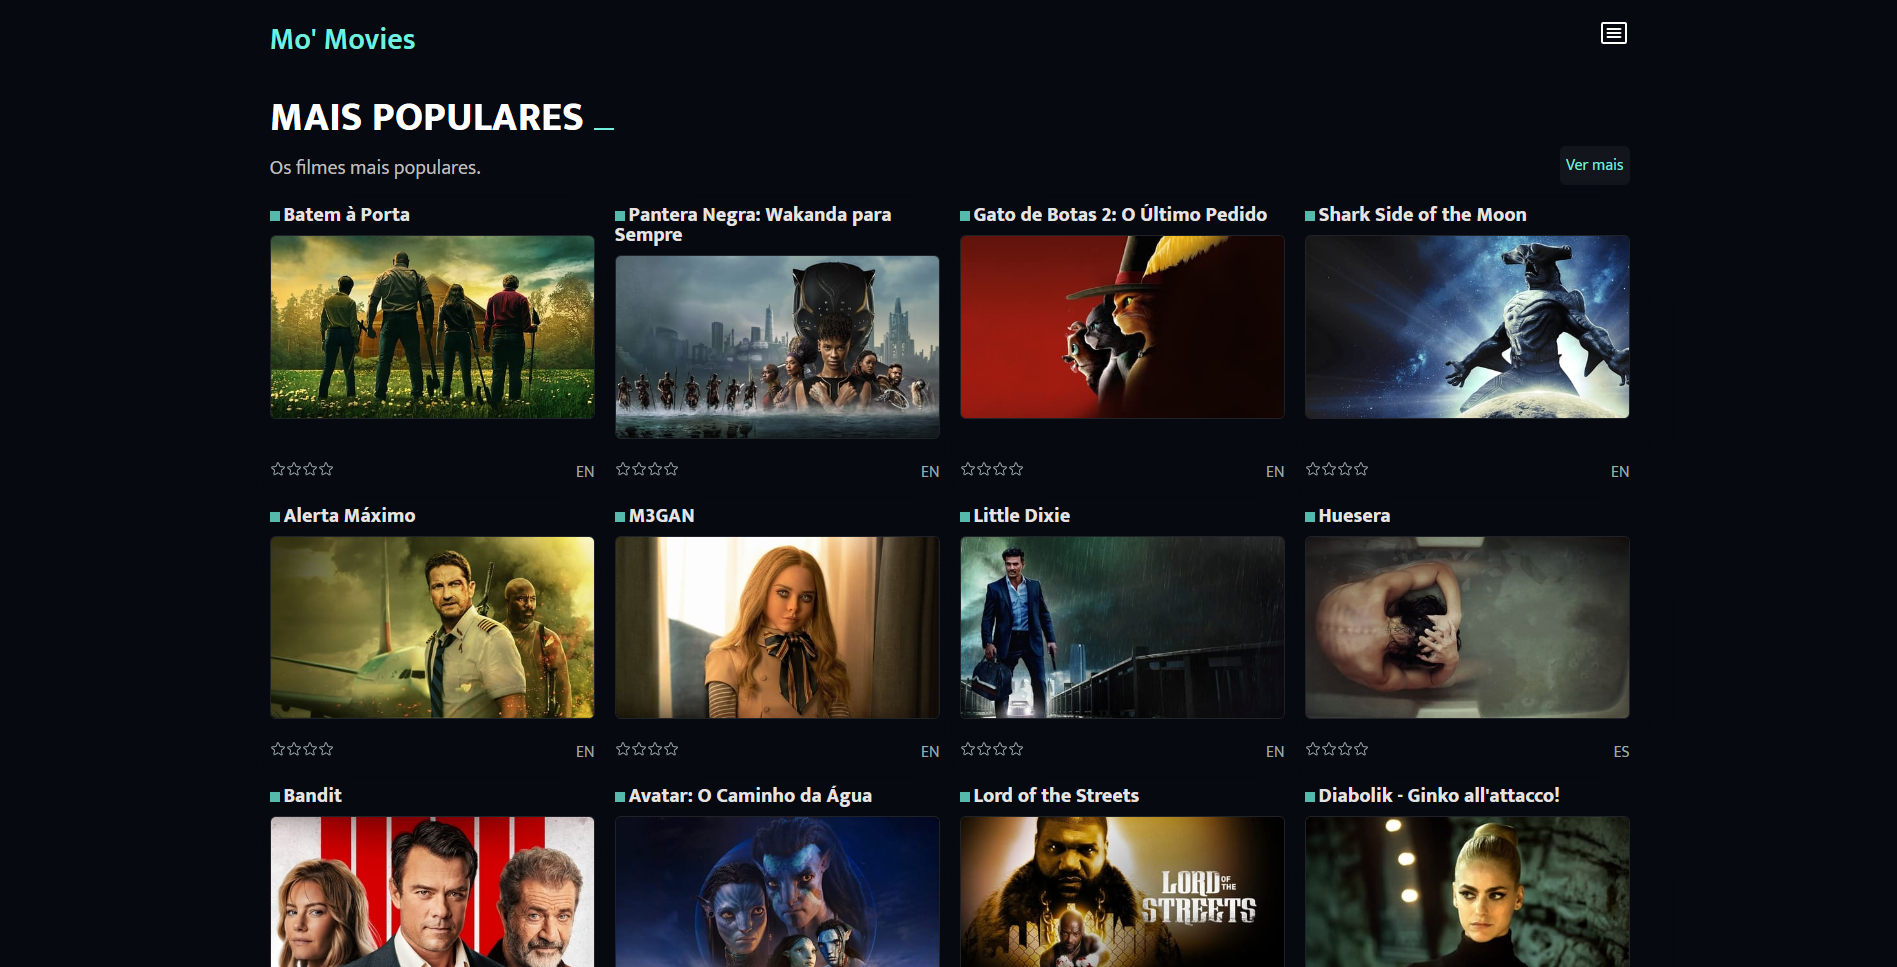 Mo' Movies
MAIS POPULARES _
Os filmes mais populares.
Ver mais
Batem à Porta
Pantera Negra: Wakanda para
Sempre
Gato de Botas 2: O Último Pedido
Shark Side of the Moon
EN
EN
EN
EN
Alerta Máximo
M3GAN
Little Dixie
Huesera
EN
EN
EN
ES
Bandit
Avatar: O Caminho da Água
Lord of the Streets
Diabolik - Ginko all'attacco!
LORD OF THE
STREETS